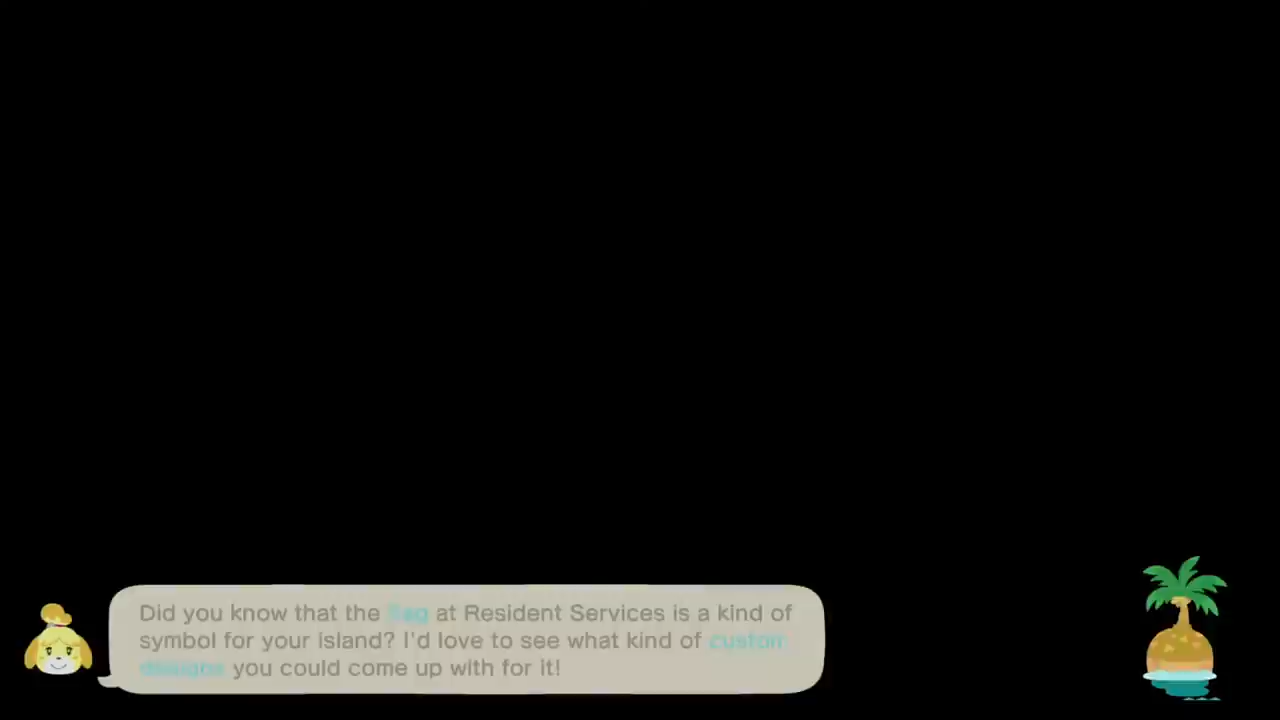 Did you know that the flag at Resident Services is a kind of
symbol for your island? I'd love to see what kind of custom
designs you could come up with for it!